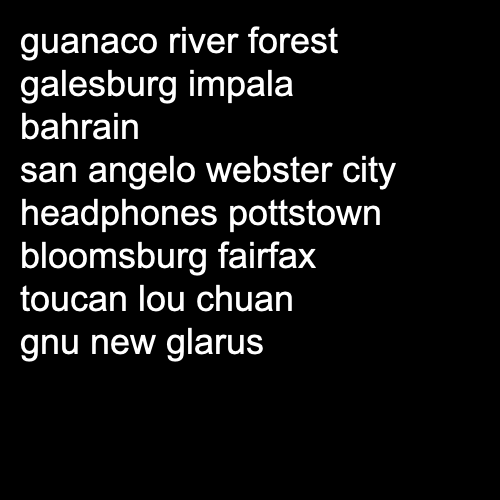 guanaco river forest
galesburg impala
bahrain
san angelo webster city
headphones pottstown
bloomsburg fairfax
toucan lou chuan
gnu new glarus